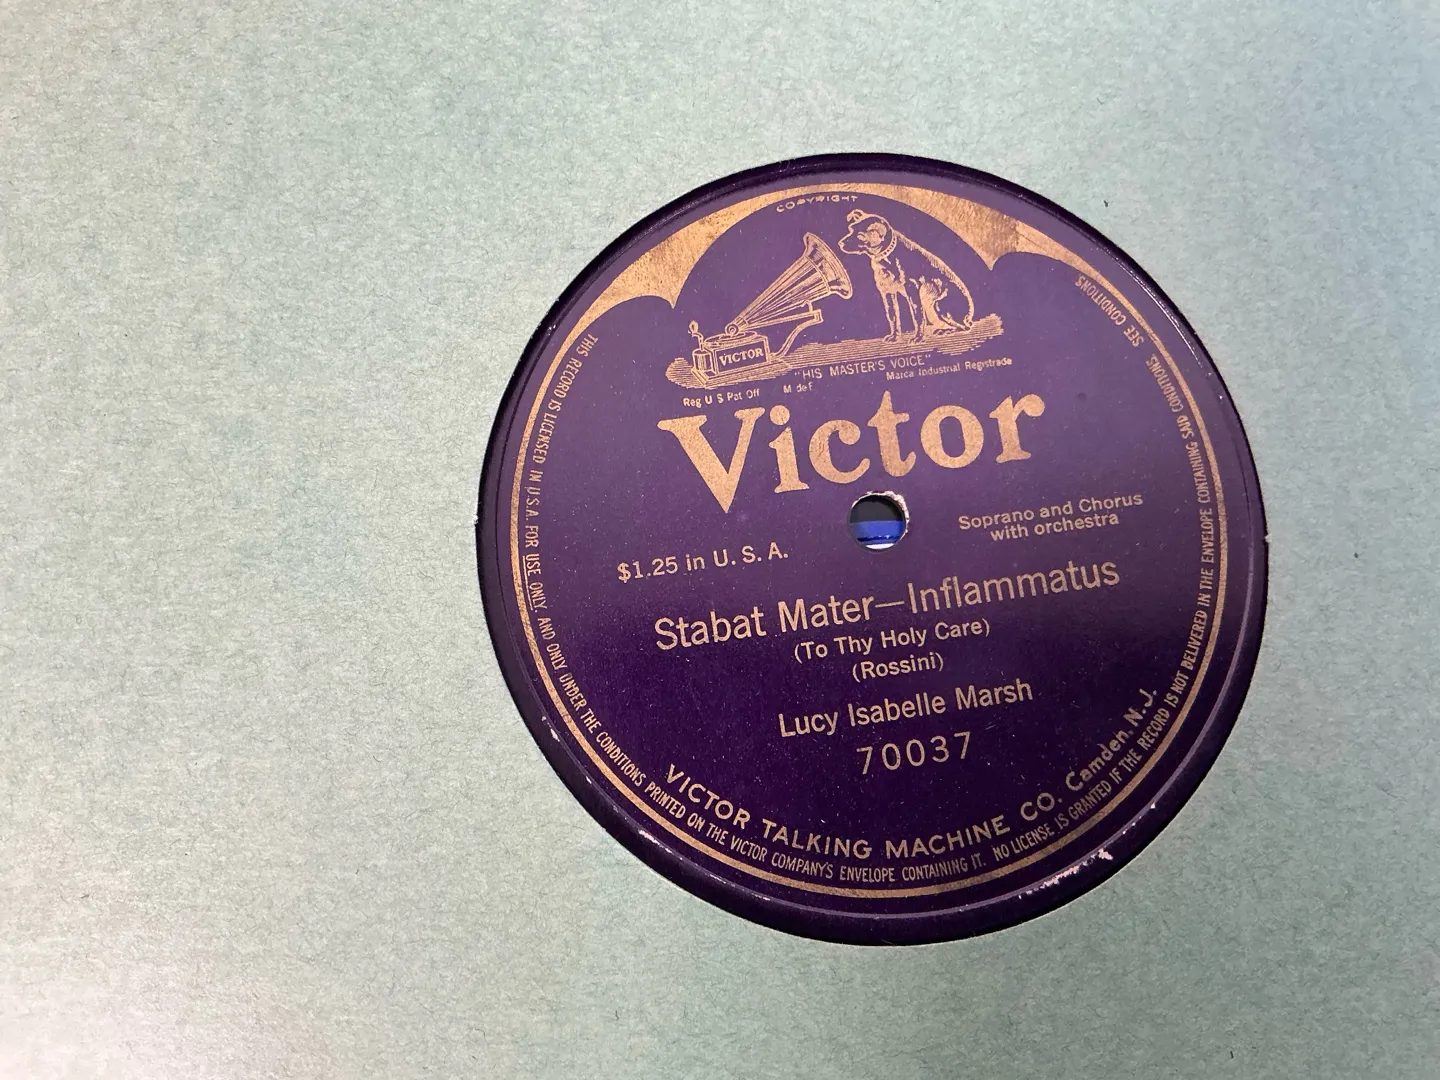 COPYRIGHT
VICTOR
"HIS MASTER'S VOICE"
Reg U S Pat Off M de F Marca Industrial Registrada
Victor
Soprano and Chorus
with orchestra
$1.25 in U. S. A.
Stabat Mater—Inflammatus
(To Thy Holy Care)
(Rossini)
Lucy Isabelle Marsh
70037
VICTOR TALKING MACHINE CO. Camden, N. J.
THIS RECORD IS LICENSED IN U.S.A. FOR USE ONLY, AND ONLY UNDER THE CONDITIONS PRINTED ON THE VICTOR COMPANY'S ENVELOPE CONTAINING IT. NO LICENSE IS GRANTED IF THE RECORD IS NOT DELIVERED IN THE ENVELOPE CONTAINING SAID CONDITIONS. SEE CONDITIONS.